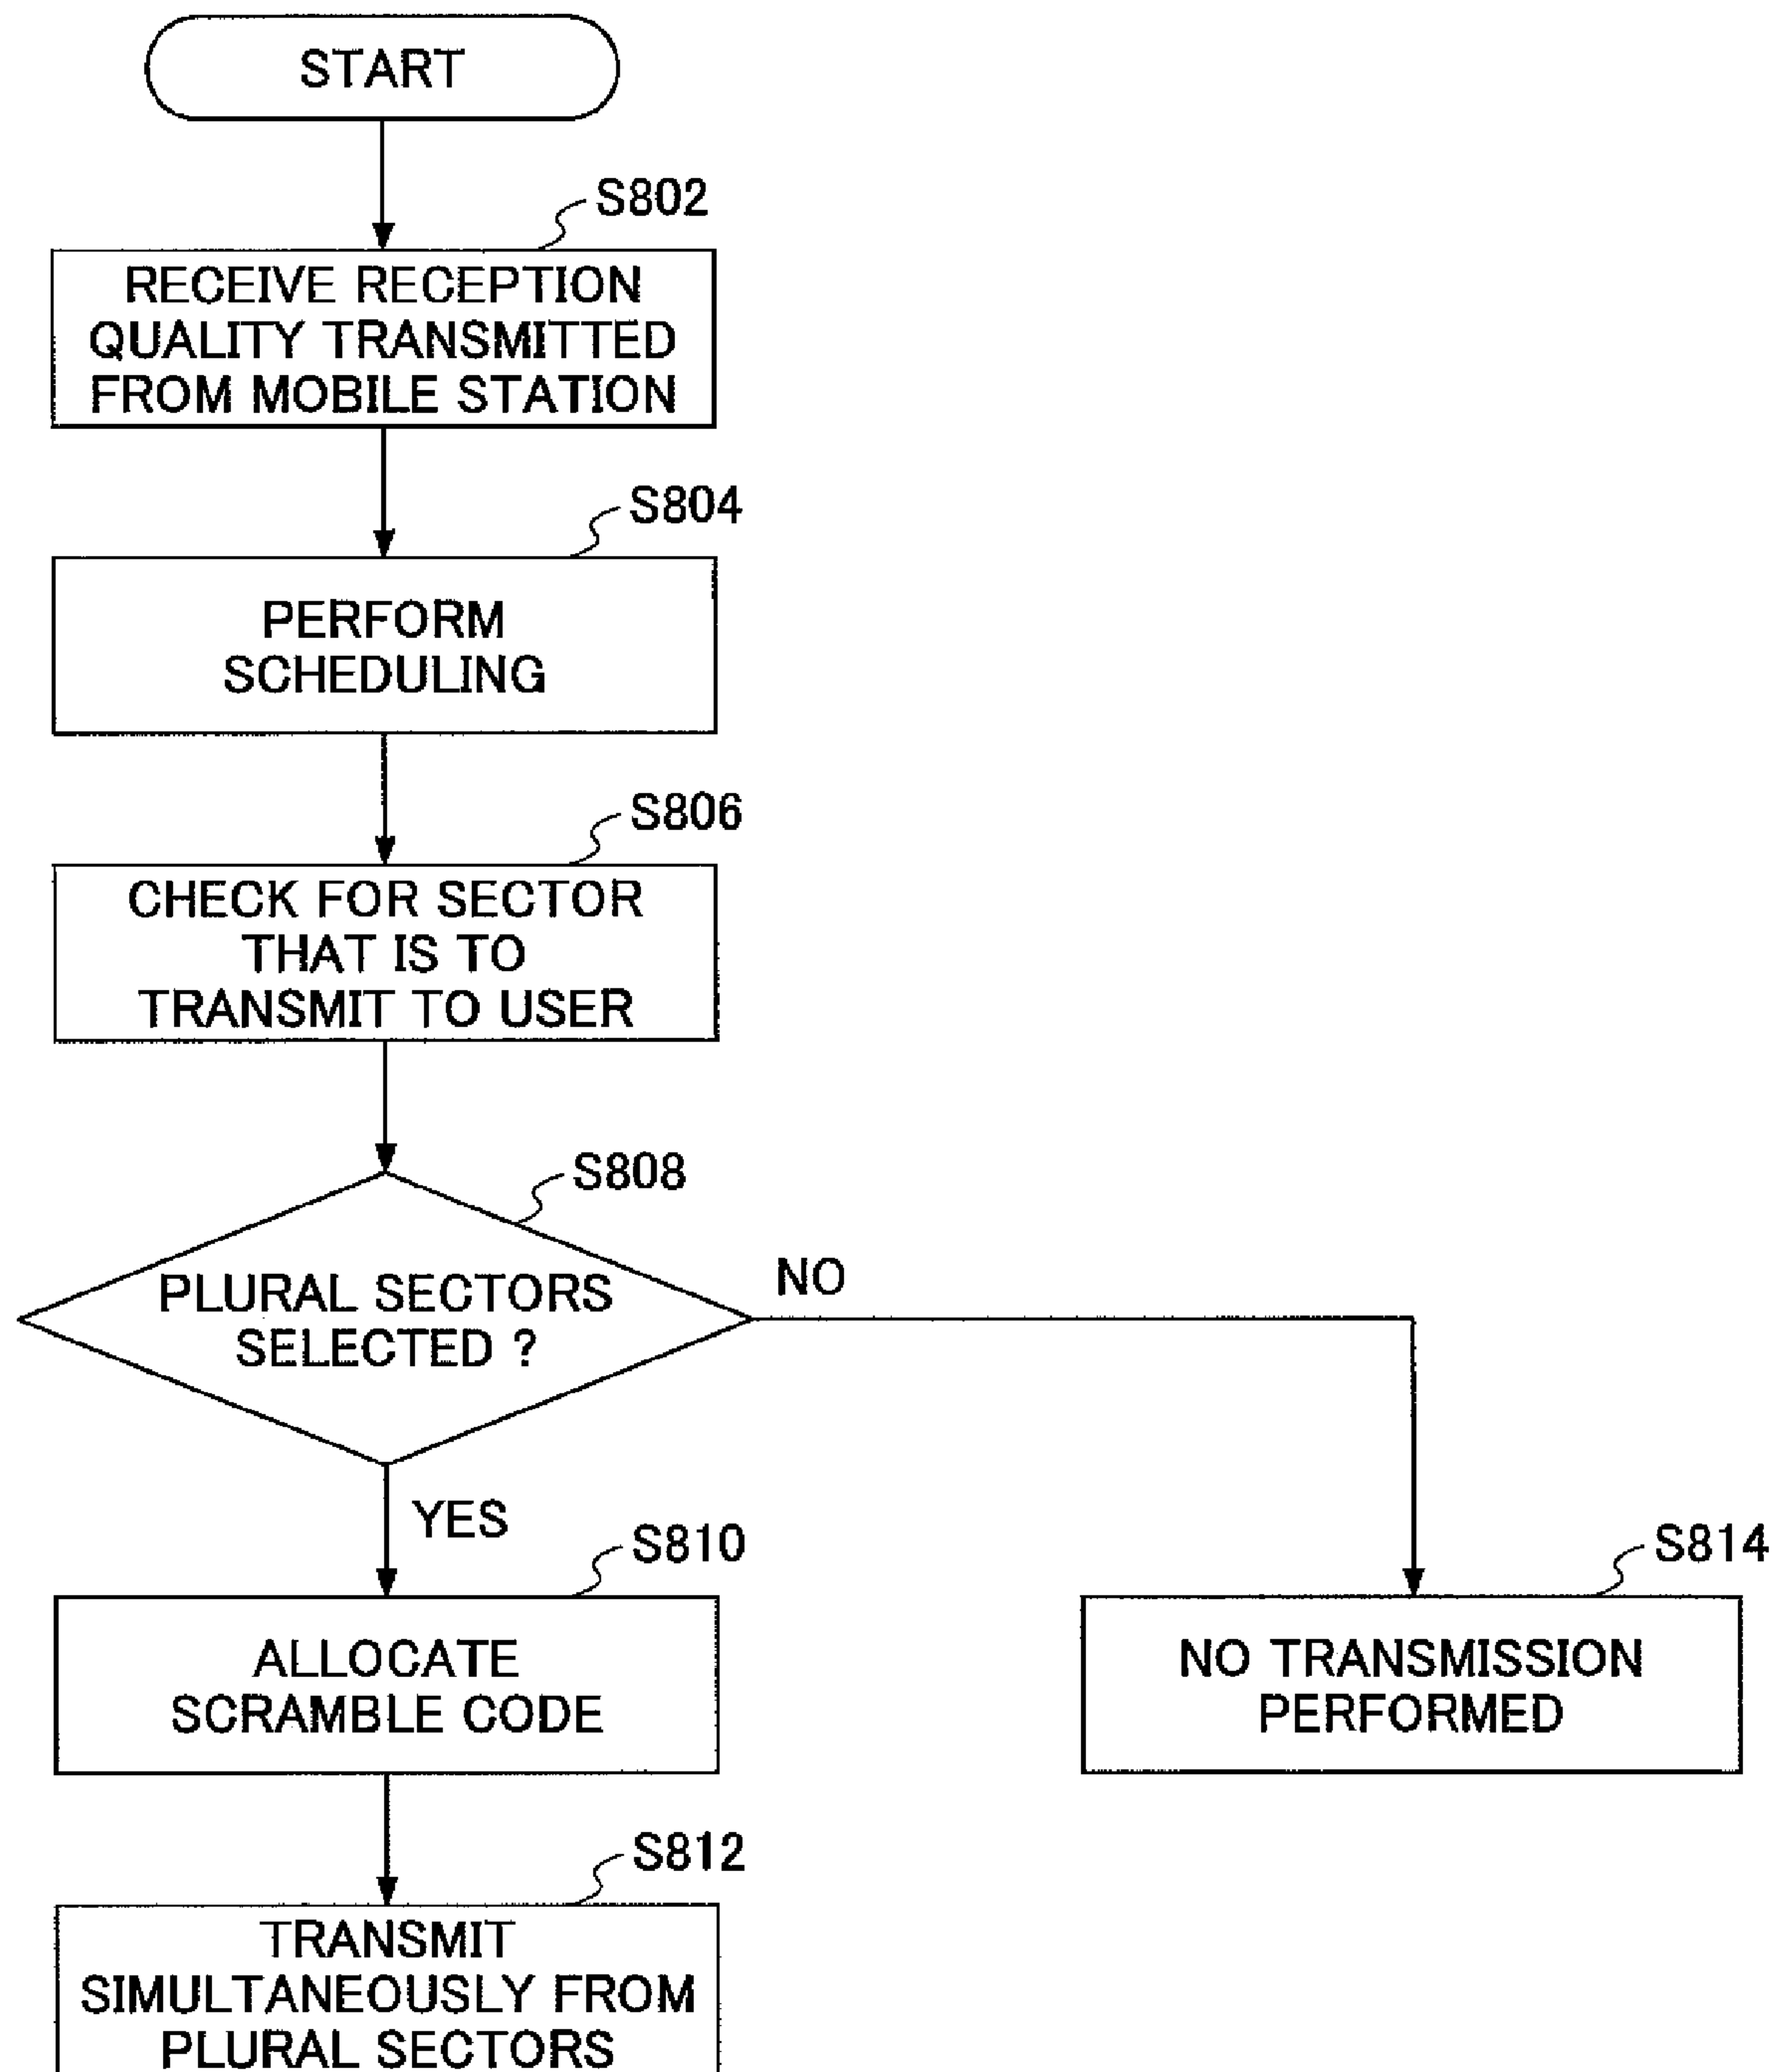 START
S802
RECEIVE RECEPTION
QUALITY TRANSMITTED
FROM MOBILE STATION
S804
PERFORM
SCHEDULING
S806
CHECK FOR SECTOR
THAT IS TO
TRANSMIT TO USER
S808
PLURAL SECTORS
SELECTED ?
NO
YES
S810
ALLOCATE
SCRAMBLE CODE
S814
NO TRANSMISSION
PERFORMED
S812
TRANSMIT
SIMULTANEOUSLY FROM
PLURAL SECTORS